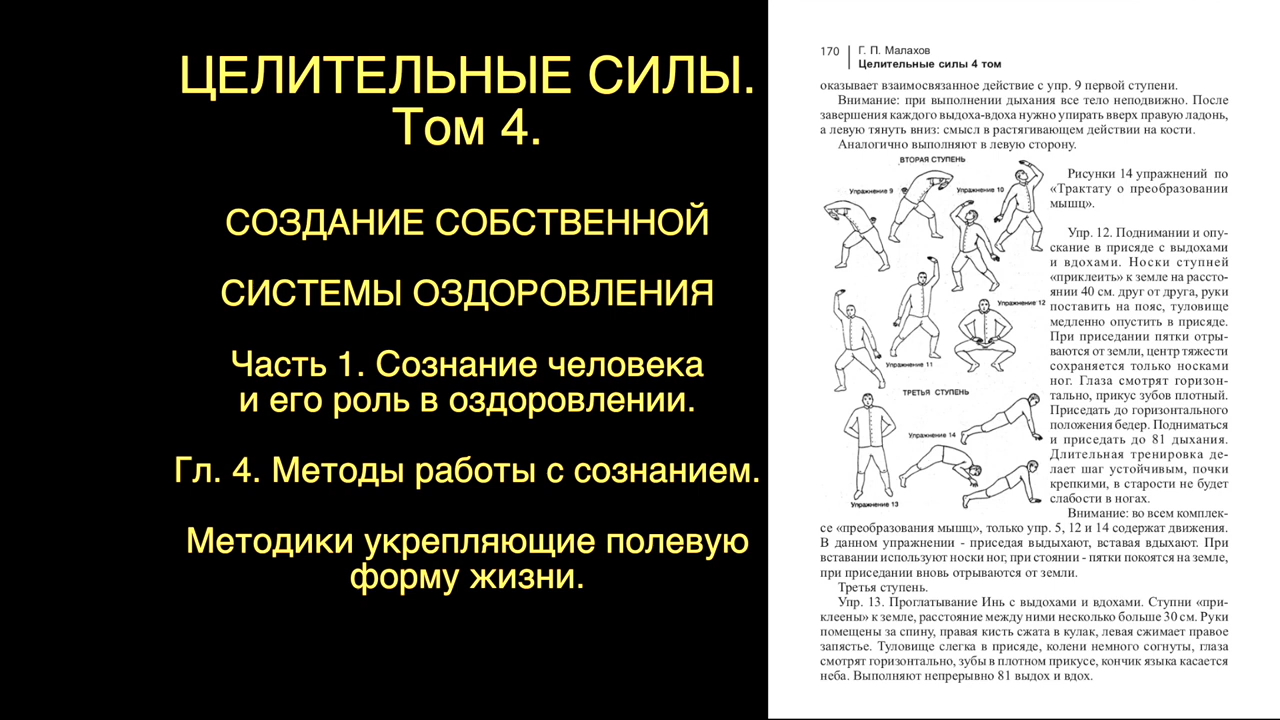 ЦЕЛИТЕЛЬНЫЕ СИЛЫ.
Том 4.
СОЗДАНИЕ СОБСТВЕННОЙ
СИСТЕМЫ ОЗДОРОВЛЕНИЯ
Часть 1. Сознание человека
и его роль в оздоровлении.
Гл. 4. Методы работы с сознанием.
Методики укрепляющие полевую
форму жизни.
170
Г. П. Малахов
Целительные силы 4 том
оказывает взаимосвязанное действие с упр. 9 первой ступени.
Внимание: при выполнении дыхания все тело неподвижно. После
завершения каждого выдоха-вдоха нужно упирать вверх правую ладонь,
а левую тянуть вниз: смысл в растягивающем действии на кости.
Аналогично выполняют в левую сторону.
ВТОРАЯ СТУПЕНЬ
Упражнение 9
Упражнение 10
Упражнение 12
Упражнение 11
ТРЕТЬЯ СТУПЕНЬ
Упражнение 14
Упражнение 13
Рисунки 14 упражнений по
«Трактату о преобразовании
мышц».
Упр. 12. Поднимании и опу-
скание в присяде с выдохами
и вдохами. Носки ступней
«приклеить» к земле на рассто-
янии 40 см. друг от друга, руки
поставить на пояс, туловище
медленно опустить в присяде.
При приседании пятки отры-
ваются от земли, центр тяжести
сохраняется только носками
ног. Глаза смотрят горизон-
тально, прикус зубов плотный.
Приседать до горизонтального
положения бедер. Подниматься
и приседать до 81 дыхания.
Длительная тренировка де-
лает шаг устойчивым, почки
крепкими, в старости не будет
слабости в ногах.
Внимание: во всем комплек-
се «преобразования мышц», только упр. 5, 12 и 14 содержат движения.
В данном упражнении - приседая выдыхают, вставая вдыхают. При
вставании используют носки ног, при стоянии - пятки покоятся на земле,
при приседании вновь отрываются от земли.
Третья ступень.
Упр. 13. Проглатывание Инь с выдохами и вдохами. Ступни «при-
клеены» к земле, расстояние между ними несколько больше 30 см. Руки
помещены за спину, правая кисть сжата в кулак, левая сжимает правое
запястье. Туловище слегка в присяде, колени немного согнуты, глаза
смотрят горизонтально, зубы в плотном прикусе, кончик языка касается
неба. Выполняют непрерывно 81 выдох и вдох.